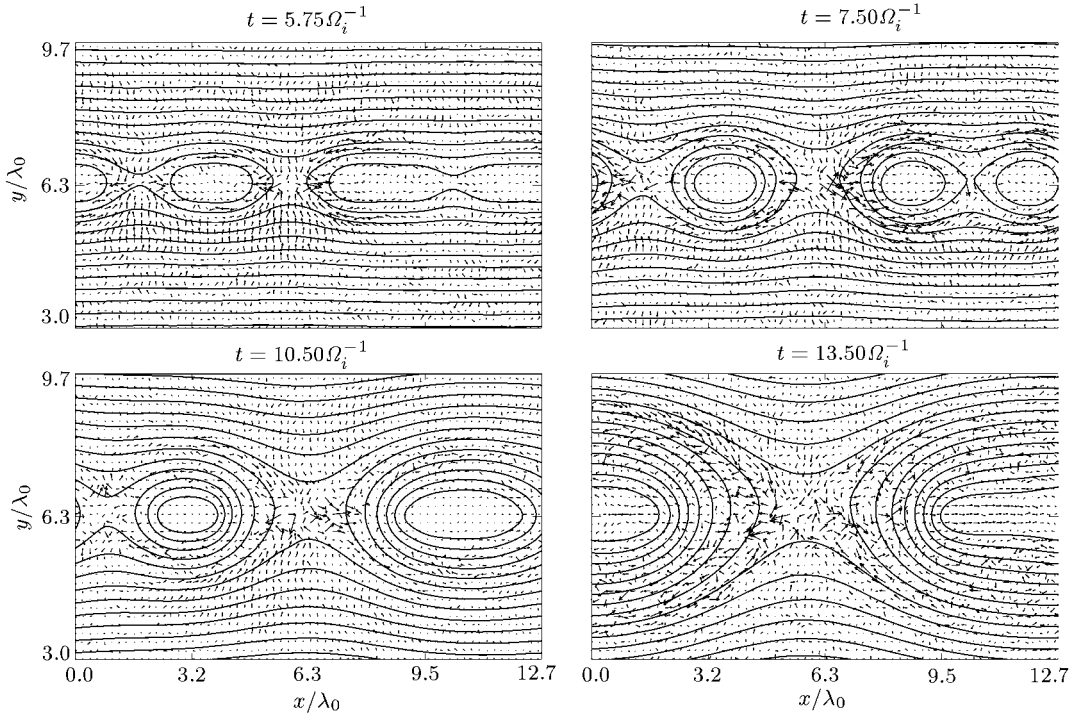 t = 5.75Ω_i^{-1}
t = 7.50Ω_i^{-1}
9.7
y/λ_0
6.3
3.0
t = 10.50Ω_i^{-1}
t = 13.50Ω_i^{-1}
9.7
y/λ_0
6.3
3.0
0.0 3.2 6.3 9.5 12.7
0.0 3.2 6.3 9.5 12.7
x/λ_0
x/λ_0